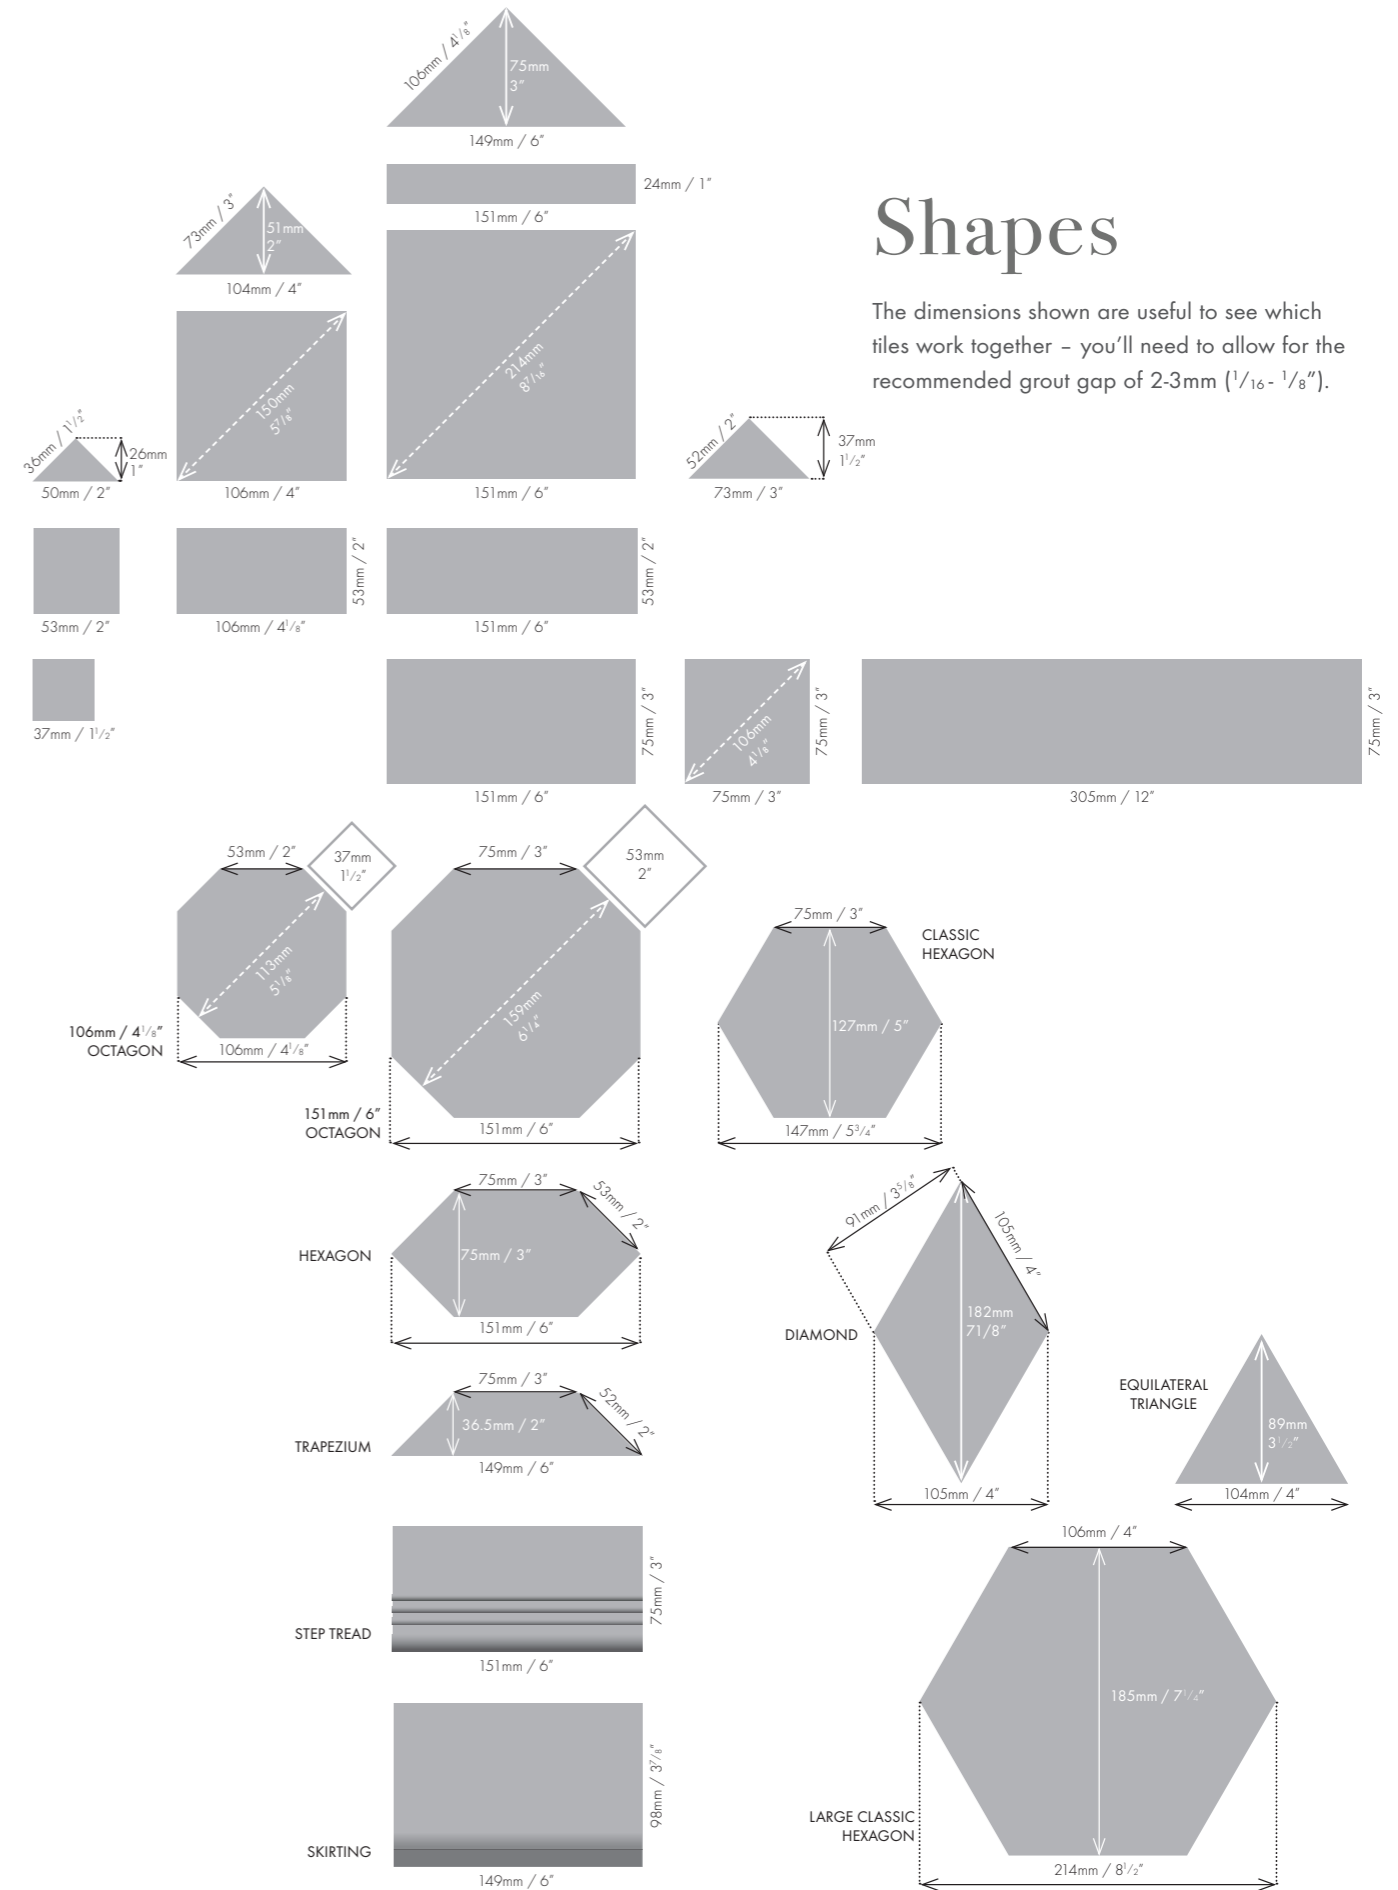 106mm / 4 1/8"
75mm
3"
149mm / 6"
24mm / 1"
151mm / 6"
73mm / 3"
51mm
2"
104mm / 4"
214mm
8 7/16"
151mm / 6"
150mm
5 7/8"
106mm / 4"
36mm / 1 1/2"
26mm
1"
50mm / 2"
Shapes
The dimensions shown are useful to see which
tiles work together – you'll need to allow for the
recommended grout gap of 2-3mm (1/16 - 1/8").
52mm / 2"
37mm
1 1/2"
73mm / 3"
53mm / 2"
53mm / 2"
106mm / 4 1/8"
53mm / 2"
151mm / 6"
37mm / 1 1/2"
75mm / 3"
151mm / 6"
106mm
4 1/8"
75mm / 3"
75mm / 3"
75mm / 3"
305mm / 12"
53mm / 2"
37mm
1 1/2"
113mm
5 1/8"
106mm / 4 1/8"
OCTAGON
106mm / 4 1/8"
75mm / 3"
53mm
2"
159mm
6 1/4"
151mm / 6"
OCTAGON
151mm / 6"
75mm / 3"
CLASSIC
HEXAGON
127mm / 5"
147mm / 5 3/4"
75mm / 3"
53mm / 2"
HEXAGON
75mm / 3"
151mm / 6"
91mm / 3 5/8"
105mm / 4"
182mm
71/8"
DIAMOND
105mm / 4"
75mm / 3"
52mm / 2"
36.5mm / 2"
TRAPEZIUM
149mm / 6"
EQUILATERAL
TRIANGLE
89mm
3 1/2"
104mm / 4"
75mm / 3"
STEP TREAD
151mm / 6"
106mm / 4"
185mm / 7 1/4"
LARGE CLASSIC
HEXAGON
214mm / 8 1/2"
98mm / 3 7/8"
SKIRTING
149mm / 6"